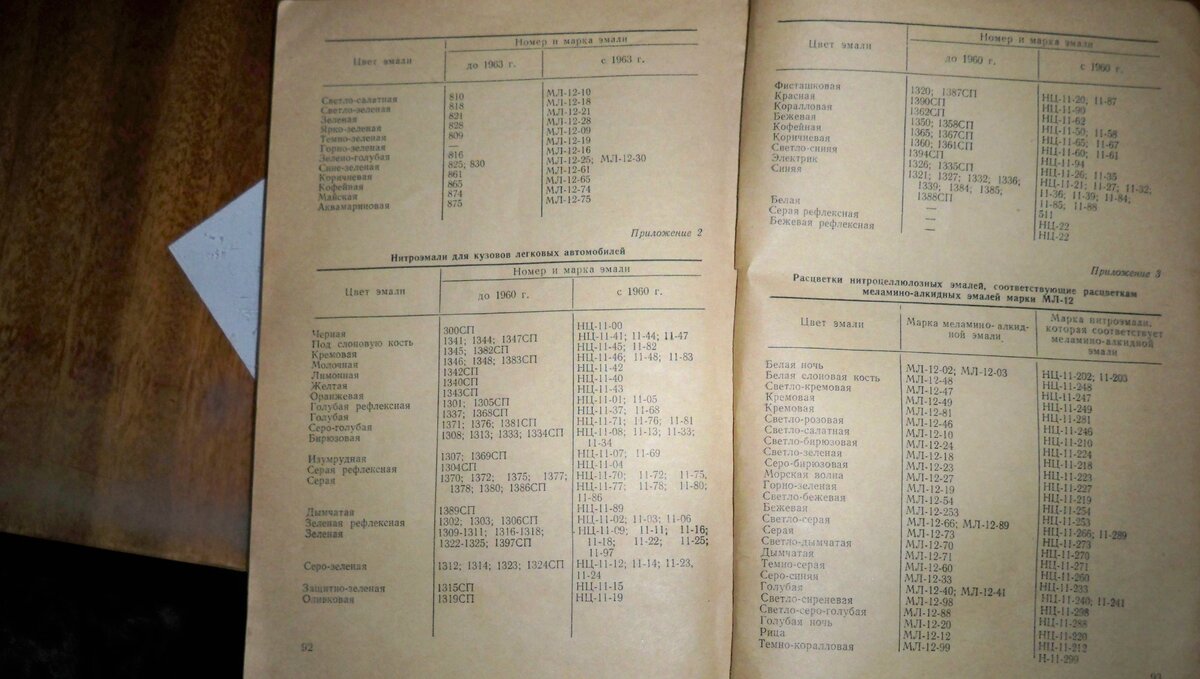 Номер и марка эмали
Цвет эмали до 1963 г. с 1963 г.
Светло-салатная 810 МЛ-12-10
Светло-зеленая 818 МЛ-12-18
Зеленая 821 МЛ-12-21
Ярко-зеленая 828 МЛ-12-28
Темно-зеленая 809 МЛ-12-09
Горно-зеленая — МЛ-12-19
Зелено-голубая 816 МЛ-12-16
Сине-зеленая 825; 830 МЛ-12-25; МЛ-12-30
Коричневая 861 МЛ-12-61
Кофейная 865 МЛ-12-65
Майская 874 МЛ-12-74
Аквамариновая 875 МЛ-12-75
Приложение 2
Нитроэмали для кузовов легковых автомобилей
Номер и марка эмали
Цвет эмали до 1960 г. с 1960 г.
Черная 300СП НЦ-11-00
Под слоновую кость 1341; 1344; 1347СП НЦ-11-41; 11-44; 11-47
Кремовая 1345; 1382СП НЦ-11-45; 11-82
Молочная 1346; 1348; 1383СП НЦ-11-46; 11-48; 11-83
Лимонная 1342СП НЦ-11-42
Желтая 1340СП НЦ-11-40
Оранжевая 1343СП НЦ-11-43
Голубая рефлексная 1301; 1305СП НЦ-11-01; 11-05
Голубая 1337; 1368СП НЦ-11-37; 11-68
Серо-голубая 1371; 1376; 1381СП НЦ-11-71; 11-76; 11-81
Бирюзовая 1308; 1313; 1333; 1334СП НЦ-11-08; 11-13; 11-33;
11-34
Изумрудная 1307; 1369СП НЦ-11-07; 11-69
Серая рефлексная 1304СП НЦ-11-04
Серая 1370; 1372; 1375; 1377; НЦ-11-70; 11-72; 11-75,
1378; 1380; 1386СП НЦ-11-77; 11-78; 11-80;
11-86
Дымчатая 1389СП НЦ-11-89
Зеленая рефлексная 1302; 1303; 1306СП НЦ-11-02; 11-03; 11-06
Зеленая 1309-1311; 1316-1318; НЦ-11-09; 11-11; 11-16;
1322-1325; 1397СП 11-18; 11-22; 11-25;
11-97
Серо-зеленая 1312; 1314; 1323; 1324СП НЦ-11-12; 11-14; 11-23,
11-24
Защитно-зеленая 1315СП НЦ-11-15
Оливковая 1319СП НЦ-11-19
92
Номер и марка эмали
Цвет эмали до 1960 г. с 1960 г.
Фисташковая 1320; 1387СП НЦ-11-20; 11-87
Красная 1390СП НЦ-11-90
Коралловая 1362СП НЦ-11-62
Бежевая 1350; 1358СП НЦ-11-50; 11-58
Кофейная 1365; 1367СП НЦ-11-65; 11-67
Коричневая 1360; 1361СП НЦ-11-60; 11-61
Светло-синяя 1394СП НЦ-11-94
Электрик 1326; 1335СП НЦ-11-26; 11-35
Синяя 1321; 1327; 1332; 1336, НЦ-11-21; 11-27; 11-32,
1339; 1384; 1385; 11-36, 11-39; 11-84;
1388СП 11-85; 11-88
Белая — 511
Серая рефлексная — НЦ-22
Бежевая рефлексная — НЦ-22
Приложение 3
Расцветки нитроцеллюлозных эмалей, соответствующие расцветкам
меламино-алкидных эмалей марки МЛ-12
Цвет эмали Марка меламино-алкид- Марка нитроэмали,
ной эмали которая соответствует
меламино-алкидной
эмали
Белая ночь МЛ-12-02; МЛ-12-03 НЦ-11-202; 11-203
Белая слоновая кость МЛ-12-48 НЦ-11-248
Светло-кремовая МЛ-12-47 НЦ-11-247
Кремовая МЛ-12-49 НЦ-11-249
Кремовая МЛ-12-81 НЦ-11-281
Светло-розовая МЛ-12-46 НЦ-11-246
Светло-салатная МЛ-12-10 НЦ-11-210
Светло-бирюзовая МЛ-12-24 НЦ-11-224
Светло-зеленая МЛ-12-18 НЦ-11-218
Серо-бирюзовая МЛ-12-23 НЦ-11-223
Морская волна МЛ-12-27 НЦ-11-227
Горно-зеленая МЛ-12-19 НЦ-11-219
Светло-бежевая МЛ-12-54 НЦ-11-254
Бежевая МЛ-12-253 НЦ-11-253
Светло-серая МЛ-12-66; МЛ-12-89 НЦ-11-266; 11-289
Серая МЛ-12-73 НЦ-11-273
Светло-дымчатая МЛ-12-70 НЦ-11-270
Дымчатая МЛ-12-71 НЦ-11-271
Темно-серая МЛ-12-60 НЦ-11-260
Серо-синяя МЛ-12-33 НЦ-11-233
Голубая МЛ-12-40; МЛ-12-41 НЦ-11-240; 11-241
Светло-сиреневая МЛ-12-98 НЦ-11-298
Светло-серо-голубая МЛ-12-88 НЦ-11-288
Голубая ночь МЛ-12-20 НЦ-11-220
Рица МЛ-12-12 НЦ-11-212
Темно-коралловая МЛ-12-99 Н-11-299